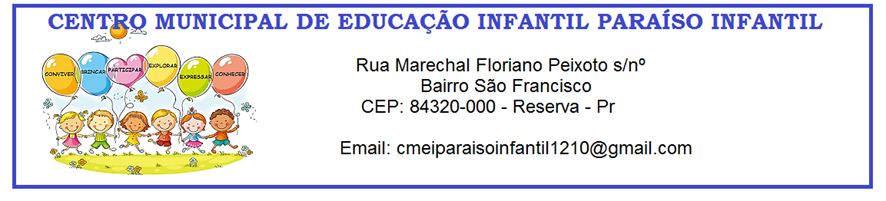 CENTRO MUNICIPAL DE EDUCAÇÃO INFANTIL PARAÍSO INFANTIL
CONVIVER
BRINCAR
PARTICIPAR
EXPLORAR
EXPRESSAR
CONHECER
Rua Marechal Floriano Peixoto s/nº
Bairro São Francisco
CEP: 84320-000 - Reserva - Pr
Email: cmeiparaisoinfantil1210@gmail.com